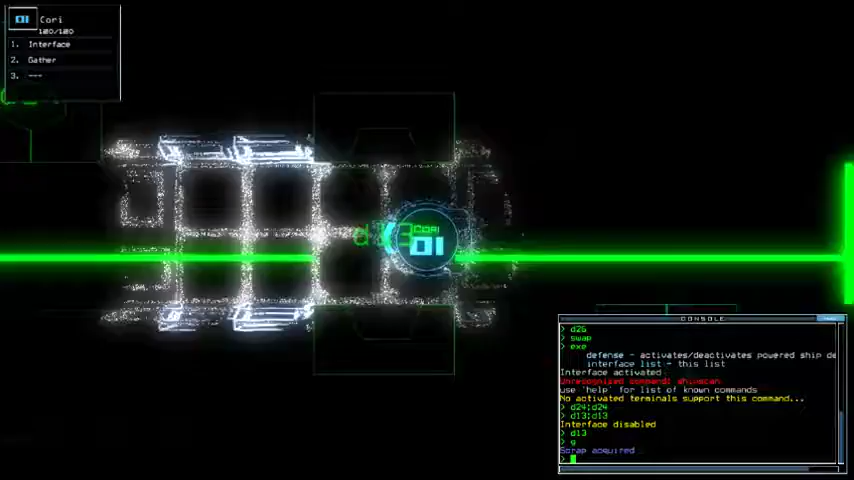 01 Cori
100/100
1. Interface
2. Gather
3. ---
Cori
01
CONSOLE
> d26
> swap
> exe
defense - activates/deactivates powered ship de
interface list - this list
Interface activated
Unrecognized command: shivscan
use 'help' for list of known commands
No activated terminals support this command...
> d24;d24
> d13;d13
Interface disabled
> d13
> g
Scrap acquired
>